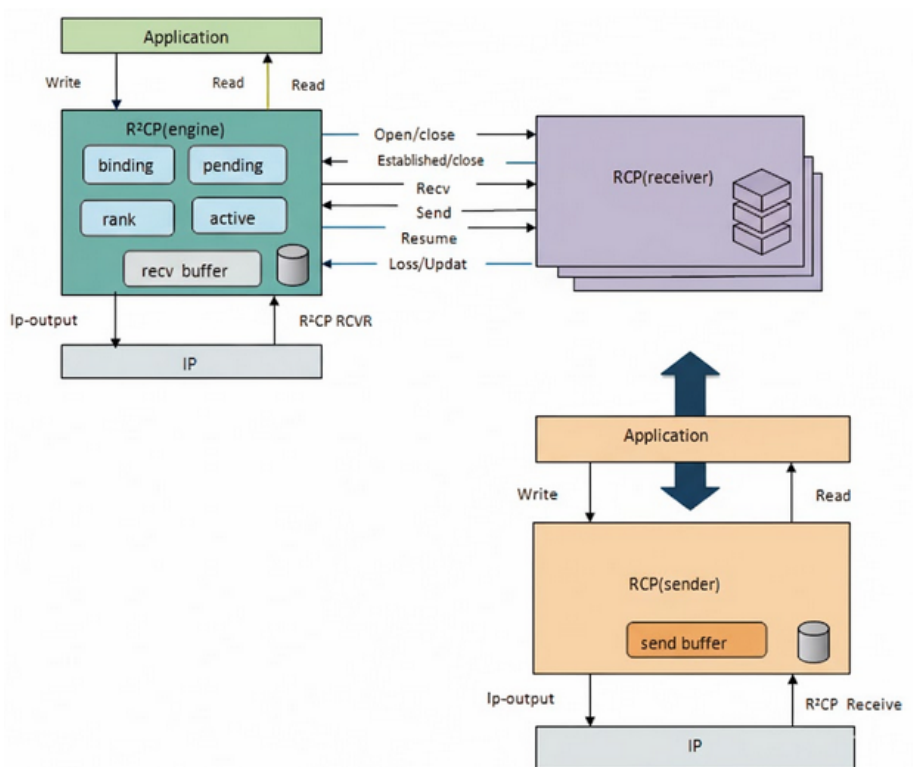 Application
Write
Read
Read
R²CP(engine)
binding
pending
rank
active
recv buffer
Open/close
Established/close
Recv
Send
Resume
Loss/Updat
RCP(receiver)
Ip-output
R²CP RCVR
IP
Application
Write
Read
RCP(sender)
send buffer
Ip-output
R²CP Receive
IP